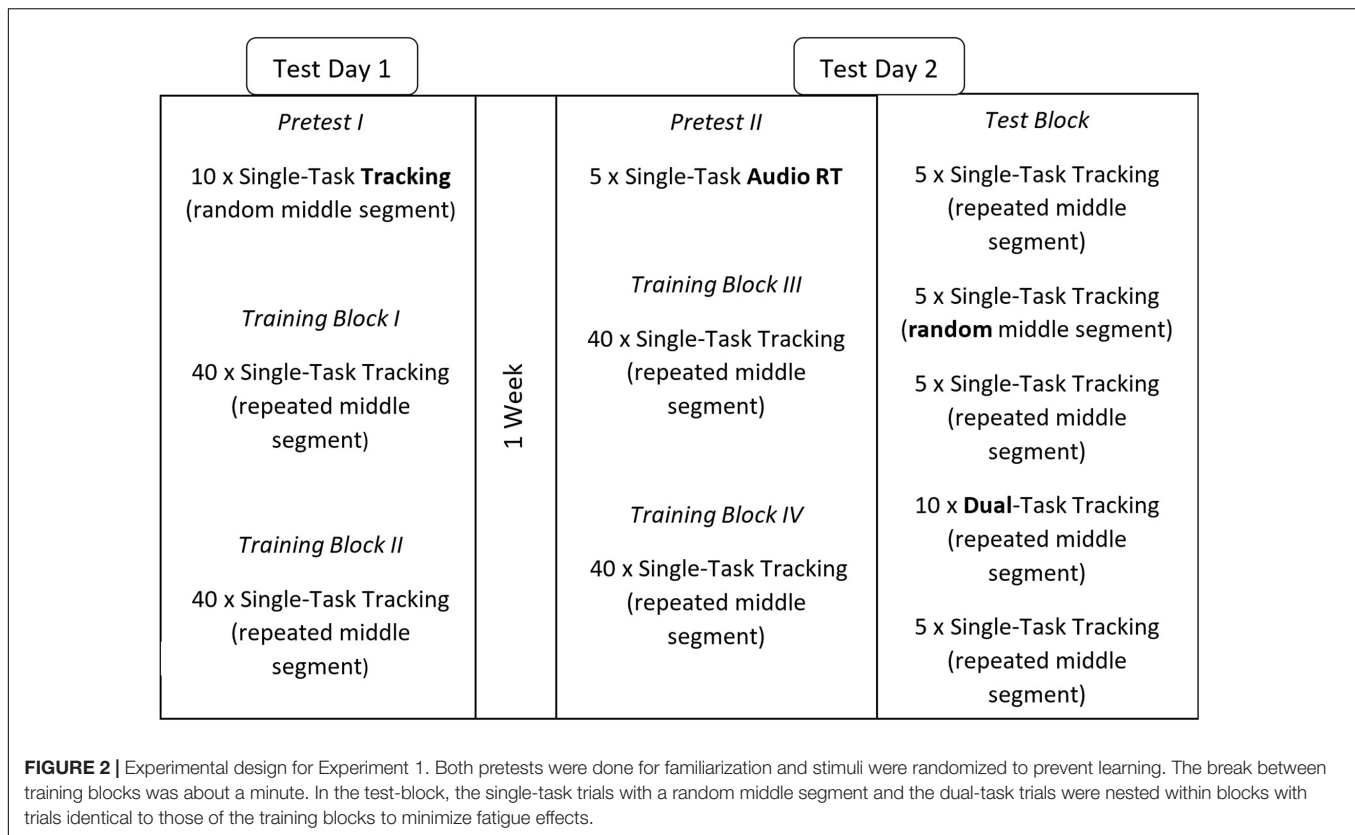 Test Day 1
Pretest I
10 x Single-Task Tracking
(random middle segment)
Training Block I
40 x Single-Task Tracking
(repeated middle
segment)
Training Block II
40 x Single-Task Tracking
(repeated middle
segment)
1 Week
Test Day 2
Pretest II
5 x Single-Task Audio RT
Training Block III
40 x Single-Task Tracking
(repeated middle
segment)
Training Block IV
40 x Single-Task Tracking
(repeated middle
segment)
Test Block
5 x Single-Task Tracking
(repeated middle
segment)
5 x Single-Task Tracking
(random middle segment)
5 x Single-Task Tracking
(repeated middle
segment)
10 x Dual-Task Tracking
(repeated middle
segment)
5 x Single-Task Tracking
(repeated middle
segment)
FIGURE 2 | Experimental design for Experiment 1. Both pretests were done for familiarization and stimuli were randomized to prevent learning. The break between
training blocks was about a minute. In the test-block, the single-task trials with a random middle segment and the dual-task trials were nested within blocks with
trials identical to those of the training blocks to minimize fatigue effects.